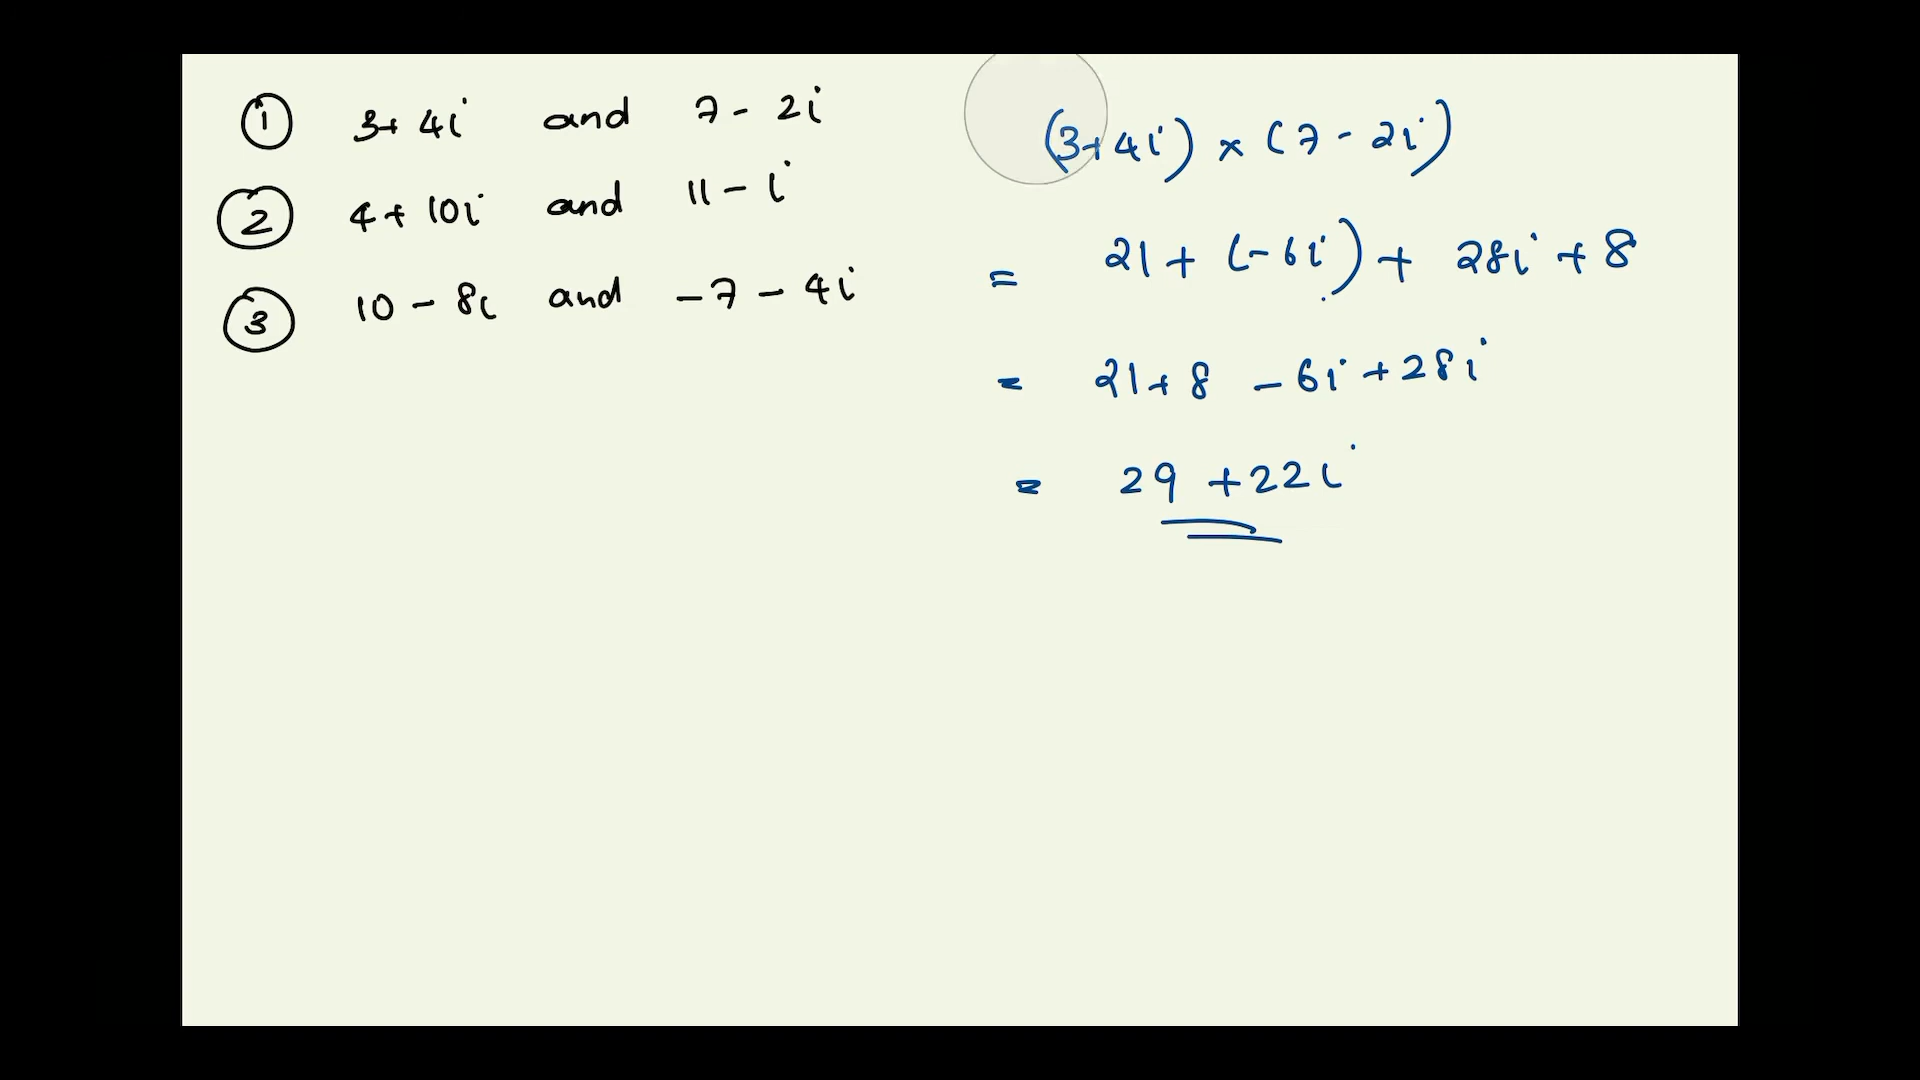 ① 3+ 4i and 7 - 2i
② 4 + 10i and 11 - i
③ 10 - 8i and -7 - 4i
(3+4i) × (7 - 2i)
= 21 + (-6i) + 28i + 8
= 21 + 8 - 6i + 28i
= 29 + 22i